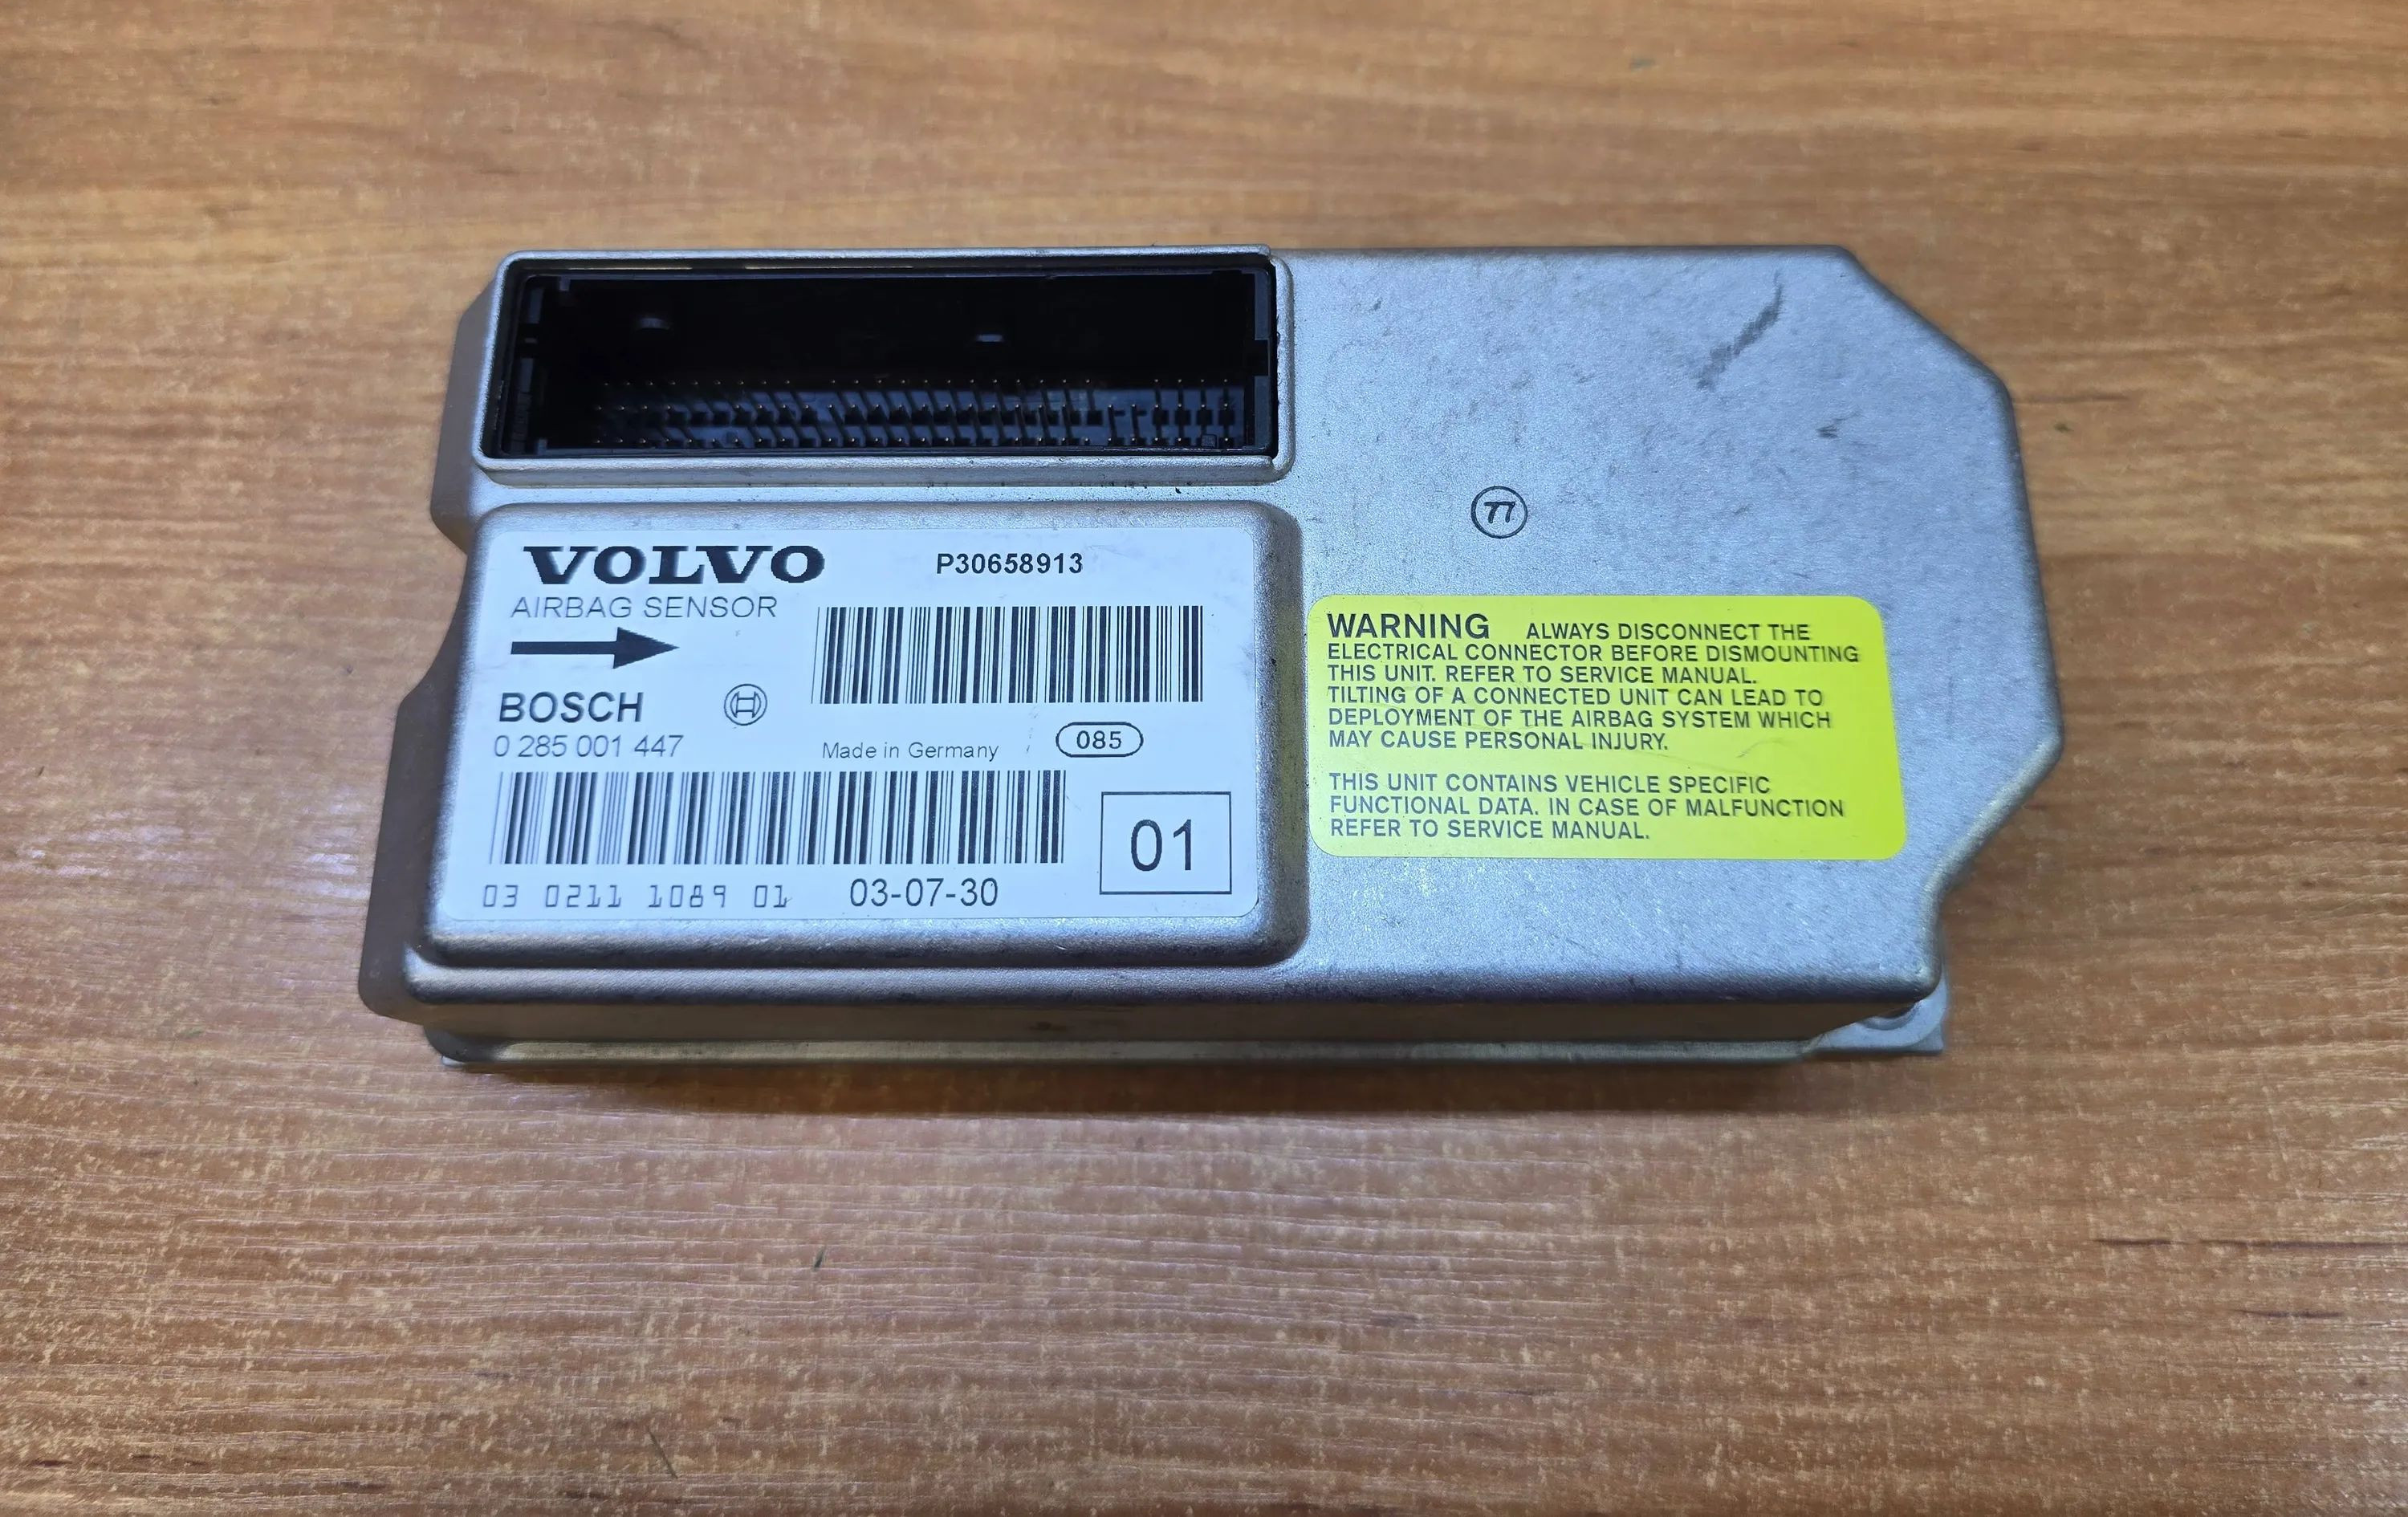 VOLVO P30658913
AIRBAG SENSOR
BOSCH
0 285 001 447
Made in Germany 085
03 0211 1089 01 03-07-30
01
77
WARNING ALWAYS DISCONNECT THE
ELECTRICAL CONNECTOR BEFORE DISMOUNTING
THIS UNIT. REFER TO SERVICE MANUAL.
TILTING OF A CONNECTED UNIT CAN LEAD TO
DEPLOYMENT OF THE AIRBAG SYSTEM WHICH
MAY CAUSE PERSONAL INJURY.
THIS UNIT CONTAINS VEHICLE SPECIFIC
FUNCTIONAL DATA. IN CASE OF MALFUNCTION
REFER TO SERVICE MANUAL.